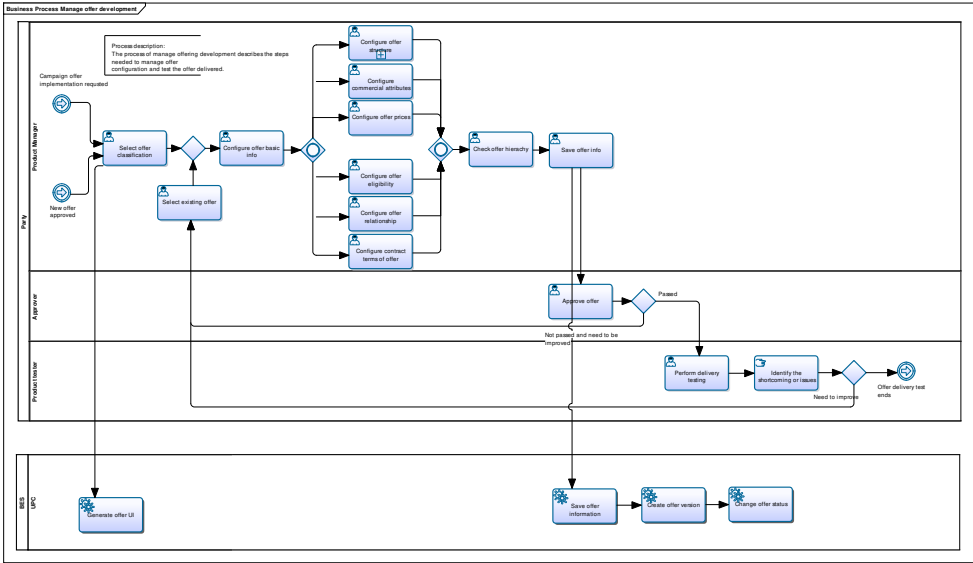 Business Process Manage offer development
Process description:
The process of manage offering development describes the steps
needed to manage offer
configuration and test the offer delivered.
Campaign offer
implementation requsted
New offer
approved
Party
Product Manager
Select offer
classification
Select existing offer
Configure offer basic
info
Configure offer
structure
Configure
commercial attributes
Configure offer prices
Configure offer
eligibility
Configure offer
relationship
Configure contract
terms of offer
Check offer hierarchy
Save offer info
Approver
Approve offer
Passed
Not passed and need to be
improved
Product tester
Perform delivery
testing
Identify the
shortcoming or issues
Need to improve
Offer delivery test
ends
BES
UPC
Generate offer UI
Save offer
information
Create offer version
Change offer status